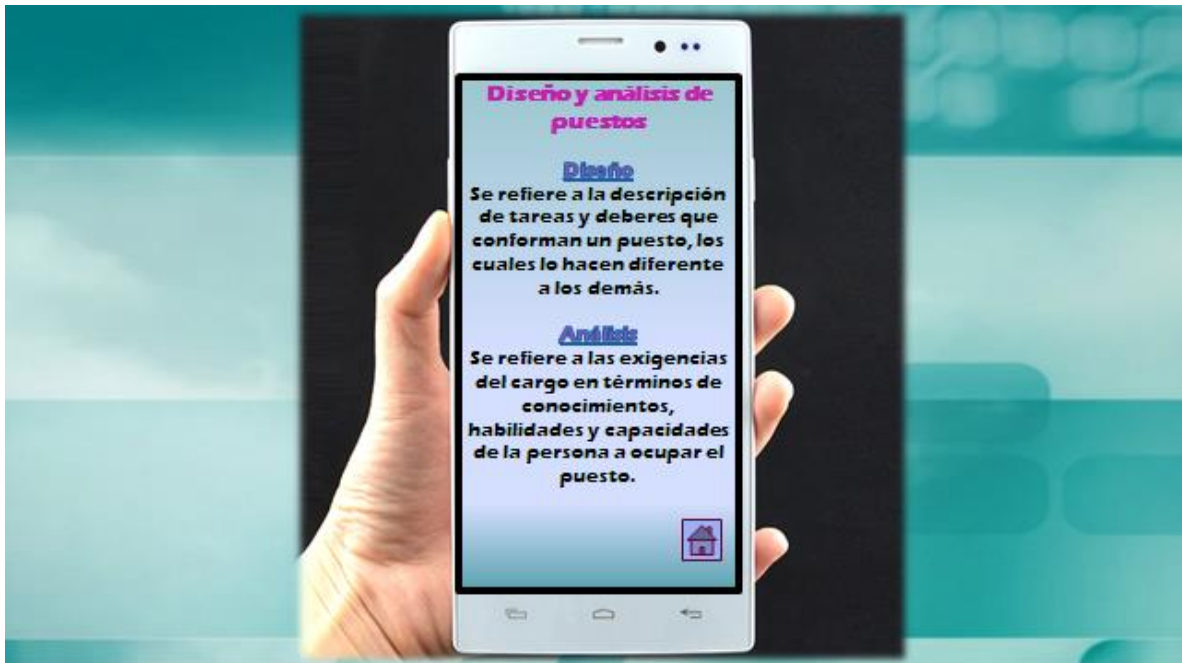 Diseño y análisis de
puestos
Diseño
Se refiere a la descripción
de tareas y deberes que
conforman un puesto, los
cuales lo hacen diferente
a los demás.
Análisis
Se refiere a las exigencias
del cargo en términos de
conocimientos,
habilidades y capacidades
de la persona a ocupar el
puesto.